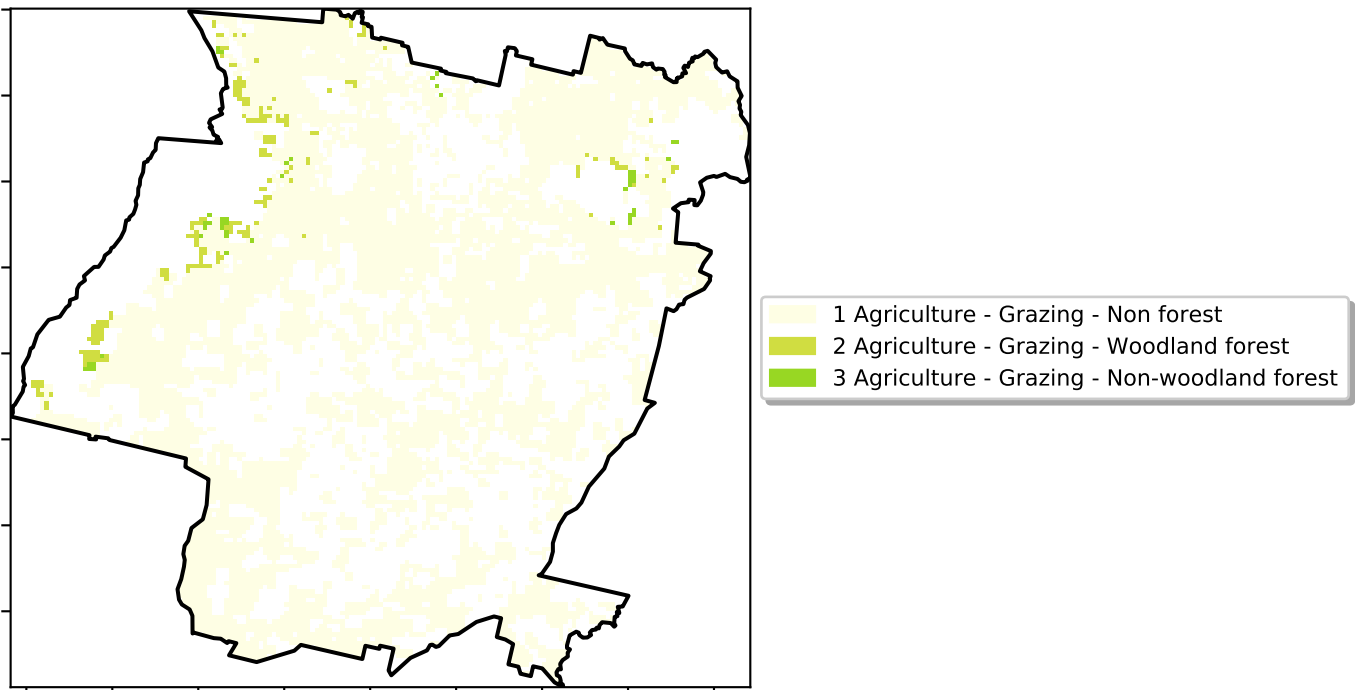 1 Agriculture - Grazing - Non forest
2 Agriculture - Grazing - Woodland forest
3 Agriculture - Grazing - Non-woodland forest